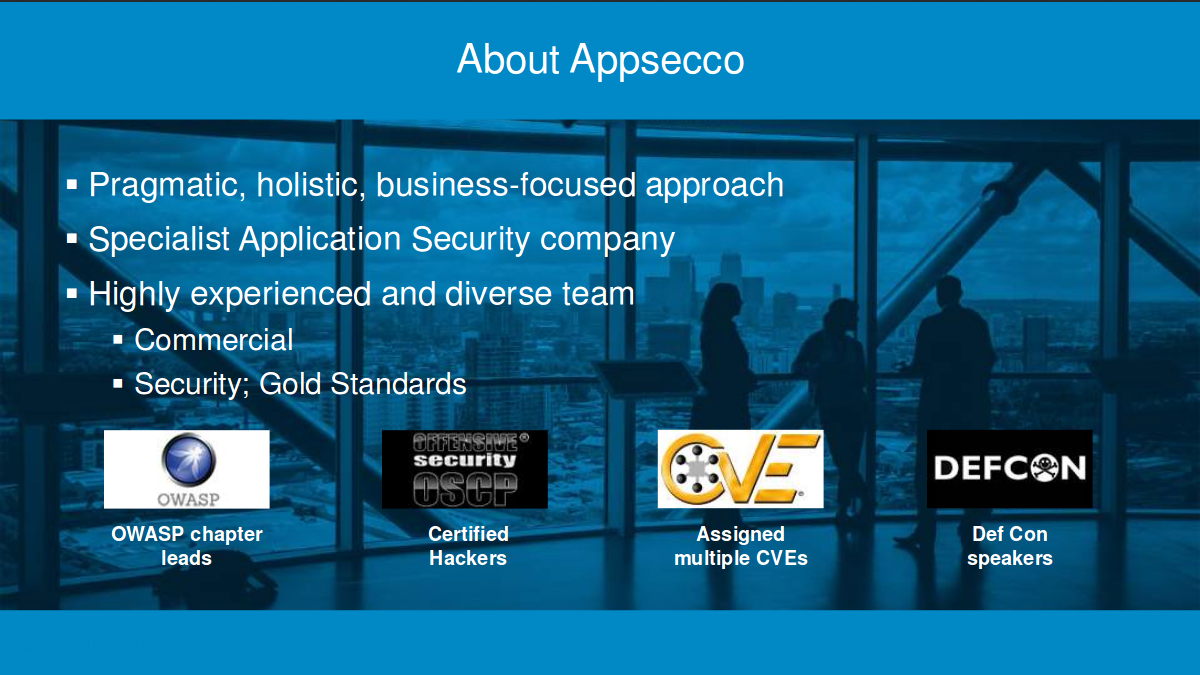 About Appsecco
▪ Pragmatic, holistic, business-focused approach
▪ Specialist Application Security company
▪ Highly experienced and diverse team
▪ Commercial
▪ Security; Gold Standards
OWASP
OFFENSIVE®
security
OSCP
CVE®
DEFCON
OWASP chapter
leads
Certified
Hackers
Assigned
multiple CVEs
Def Con
speakers